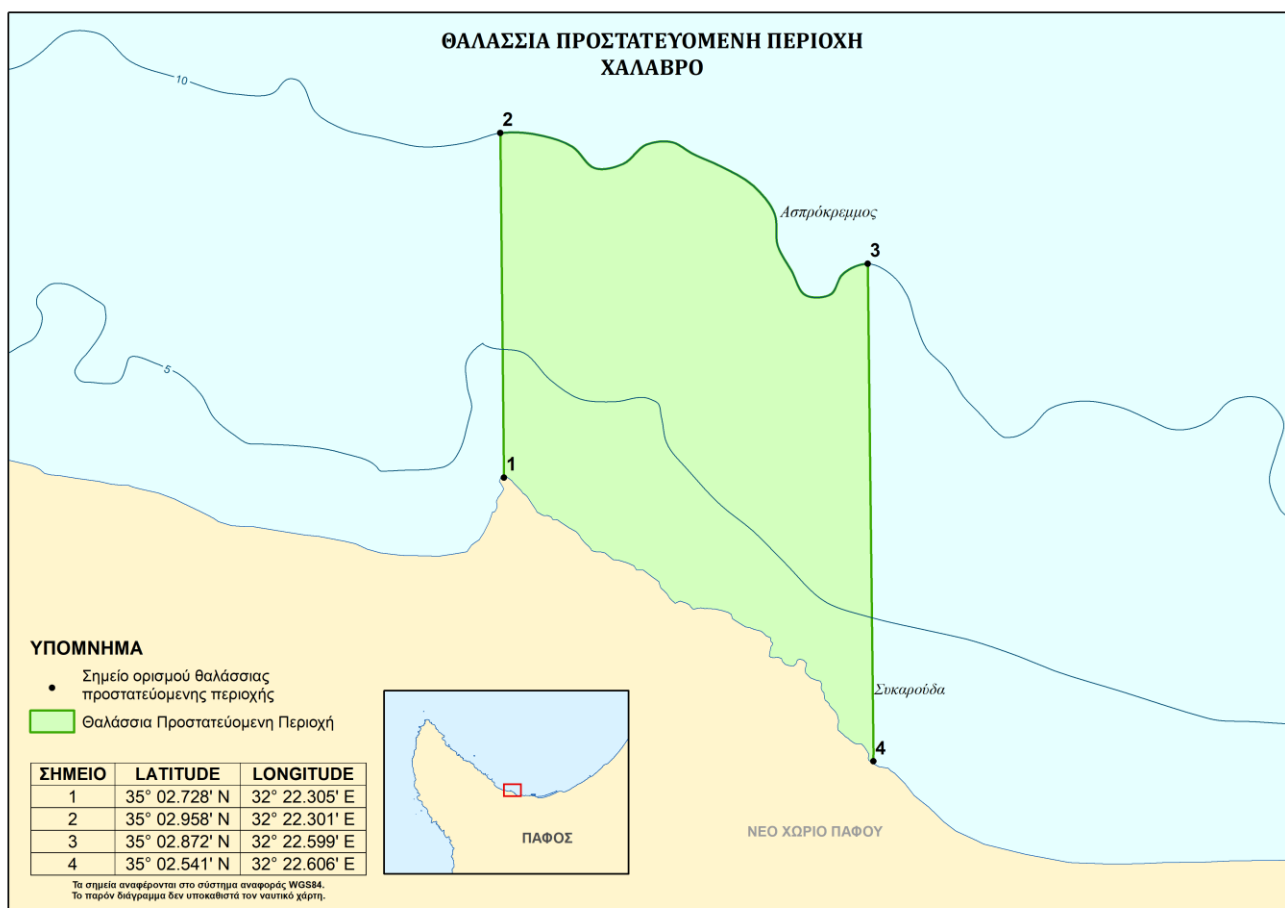 ΘΑΛΑΣΣΙΑ ΠΡΟΣΤΑΤΕΥΟΜΕΝΗ ΠΕΡΙΟΧΗ
ΧΑΛΑΒΡΟ
10
2
Ασπρόκρεμμος
3
5
1
ΥΠΟΜΝΗΜΑ
Σημείο ορισμού θαλάσσιας
προστατεύομενης περιοχής
Θαλάσσια Προστατεύομενη Περιοχή
Συκαρούδα
4
ΣΗΜΕΙΟ LATITUDE LONGITUDE
1 35° 02.728' N 32° 22.305' E
2 35° 02.958' N 32° 22.301' E
3 35° 02.872' N 32° 22.599' E
4 35° 02.541' N 32° 22.606' E
Τα σημεία αναφέρονται στο σύστημα αναφοράς WGS84.
Το παρόν διάγραμμα δεν υποκαθιστά τον ναυτικό χάρτη.
ΠΑΦΟΣ
ΝΕΟ ΧΩΡΙΟ ΠΑΦΟΥ